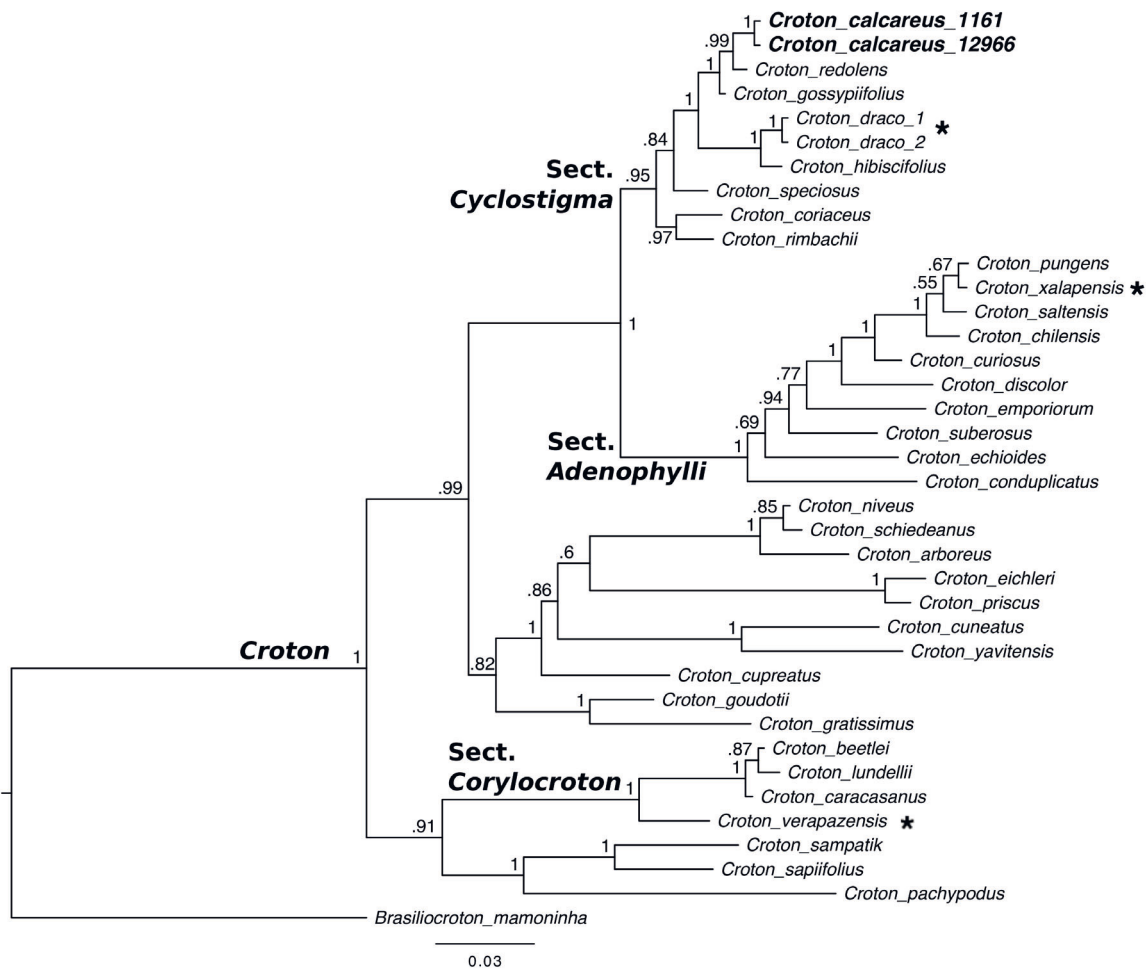 1 Croton_calcareus_1161
Croton_calcareus_12966
.99
Croton_redolens
1
Croton_gossypiifolius
1
1 Croton_draco_1
*
Croton_draco_2
1
Croton_hibiscifolius
.84
Sect.
Cyclostigma
.95
Croton_speciosus
Croton_coriaceus
.97 Croton_rimbachii
.67 Croton_pungens
.55 Croton_xalapensis *
1 Croton_saltensis
1
Croton_chilensis
1
Croton_curiosus
.77 Croton_discolor
.94 Croton_emporiorum
.69 Croton_suberosus
1
Sect.
Adenophylli
1 Croton_echioides
Croton_conduplicatus
.99
.85 Croton_niveus
1 Croton_schiedeanus
.6 Croton_arboreus
1 Croton_eichleri
.86 Croton_priscus
1 1 Croton_cuneatus
Croton_yavitensis
Croton 1
.82 Croton_cupreatus
1 Croton_goudotii
Croton_gratissimus
Sect.
Corylocroton
.87 Croton_beetlei
1 Croton_lundellii
1 Croton_caracasanus
.91 Croton_verapazensis *
1 Croton_sampatik
1 Croton_sapiifolius
Croton_pachypodus
Brasiliocroton_mamoninha
0.03